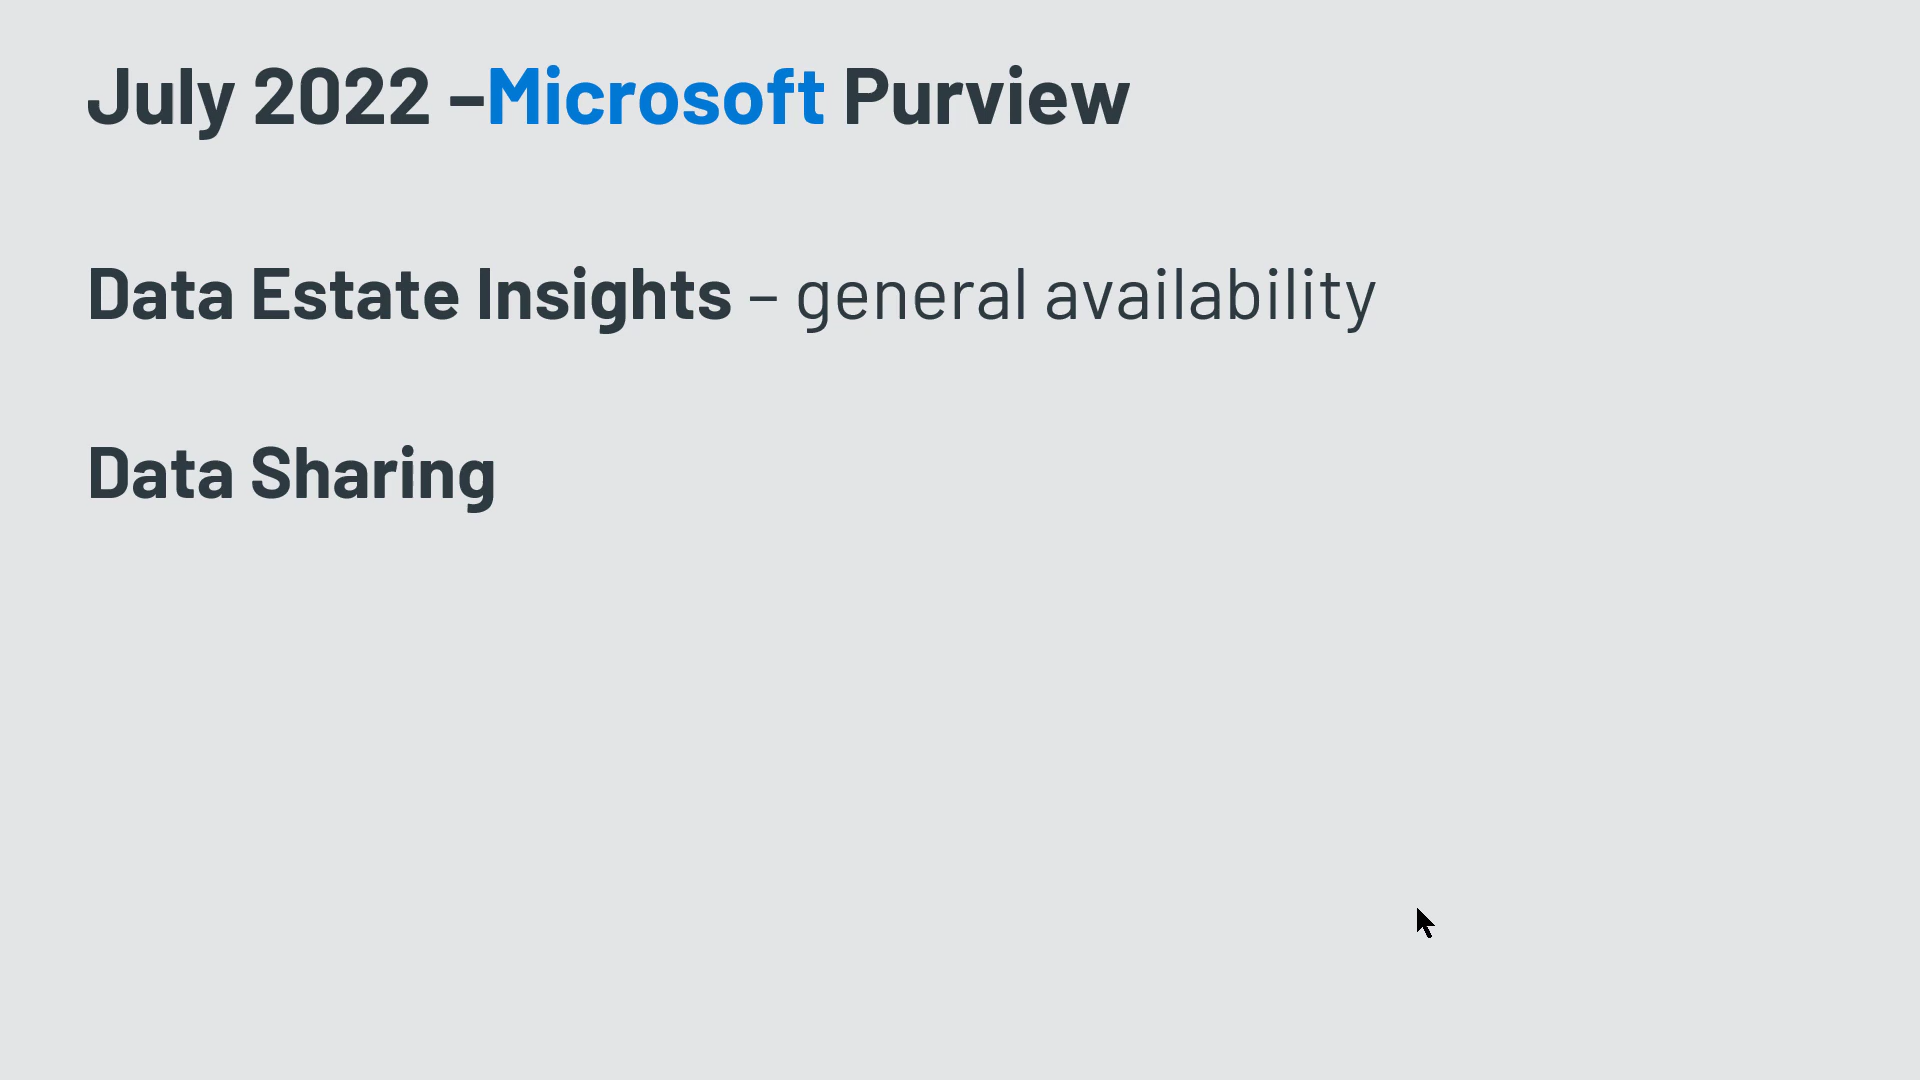 July 2022 –Microsoft Purview
Data Estate Insights – general availability
Data Sharing